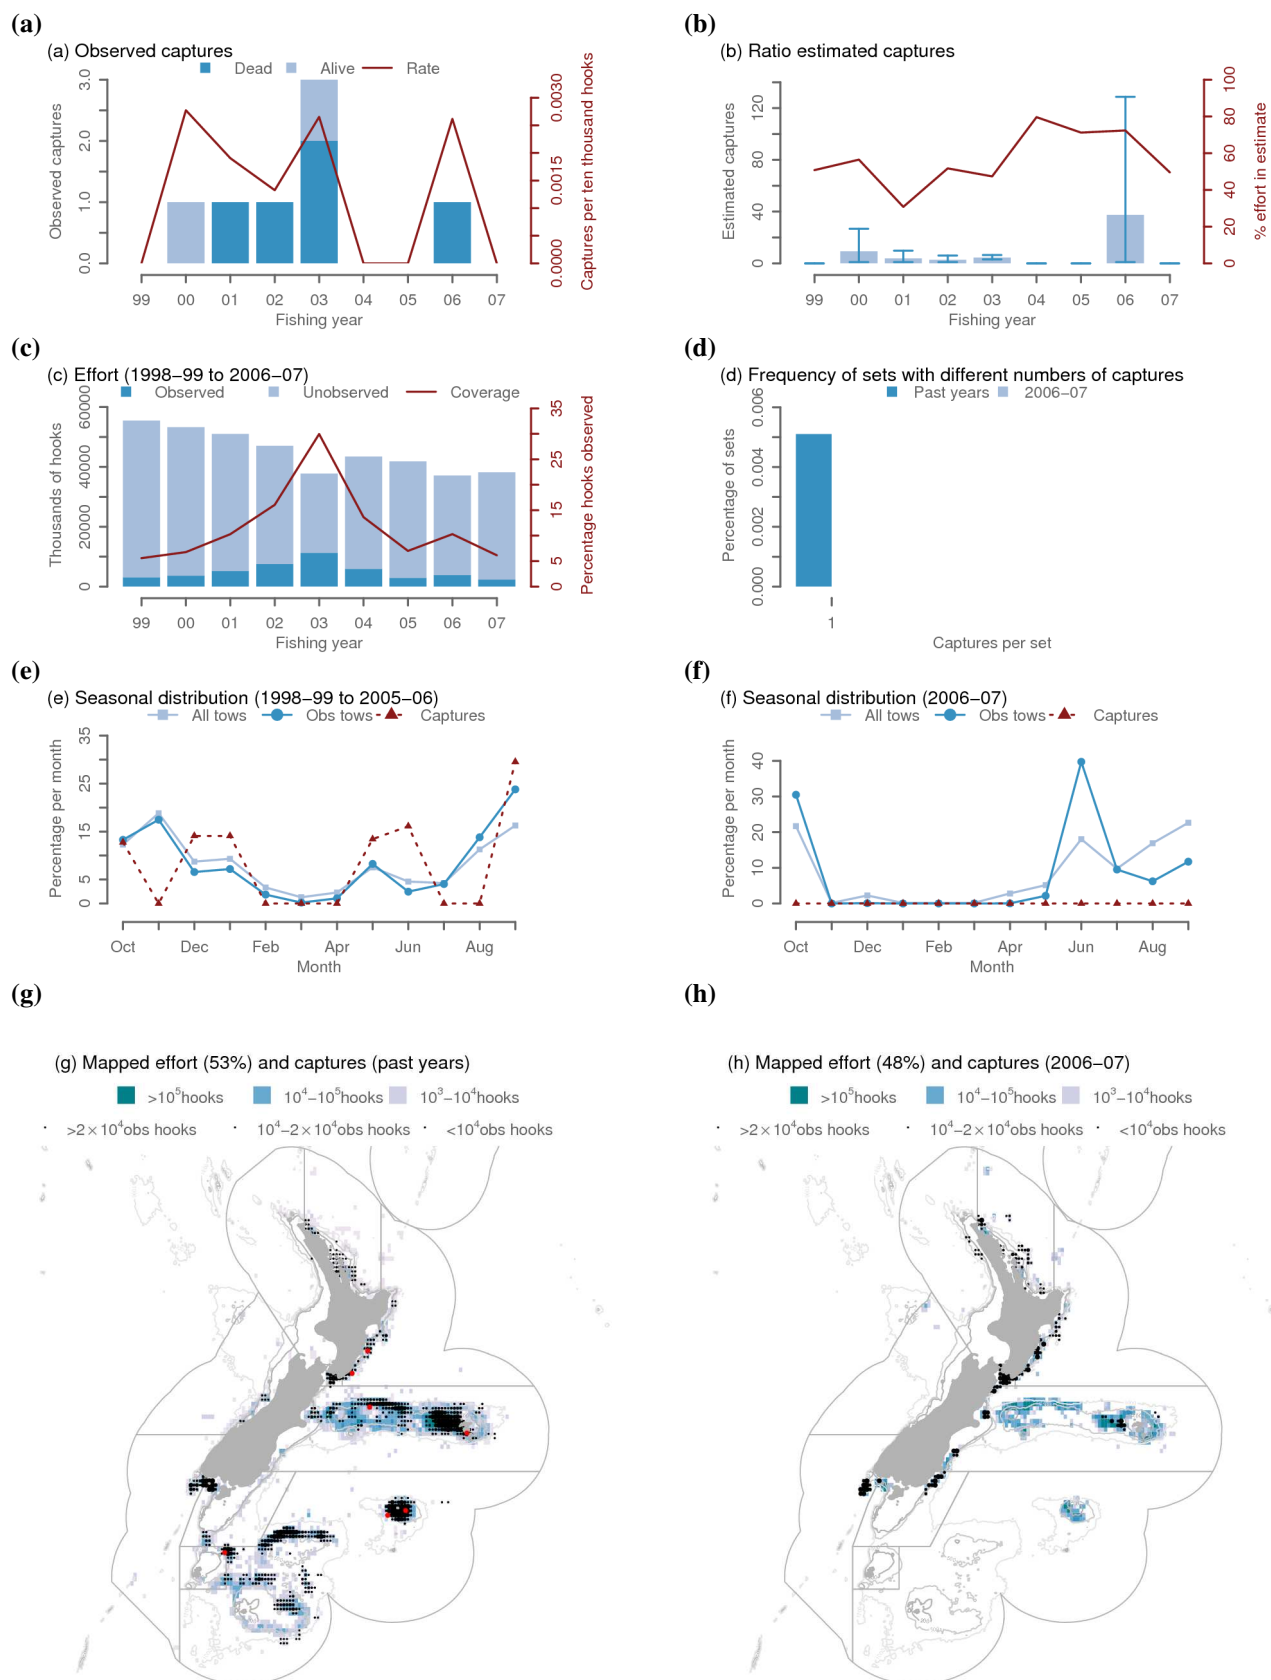 (a)
(a) Observed captures
Dead Alive Rate
Observed captures
0.0 1.0 2.0 3.0
Captures per ten thousand hooks
0.0000 0.0015 0.0030
99 00 01 02 03 04 05 06 07
Fishing year
(b)
(b) Ratio estimated captures
Estimated captures
0 40 80 120
% effort in estimate
0 20 40 60 80 100
99 00 01 02 03 04 05 06 07
Fishing year
(c)
(c) Effort (1998−99 to 2006−07)
Observed Unobserved Coverage
Thousands of hooks
0 20000 40000 60000
Percentage hooks observed
5 15 25 35
99 00 01 02 03 04 05 06 07
Fishing year
(d)
(d) Frequency of sets with different numbers of captures
Past years 2006−07
Percentage of sets
0.000 0.002 0.004 0.006
1
Captures per set
(e)
(e) Seasonal distribution (1998−99 to 2005−06)
All tows Obs tows Captures
Percentage per month
0 5 15 25 35
Oct Dec Feb Apr Jun Aug
Month
(f)
(f) Seasonal distribution (2006−07)
All tows Obs tows Captures
Percentage per month
0 10 20 30 40
Oct Dec Feb Apr Jun Aug
Month
(g)
(g) Mapped effort (53%) and captures (past years)
>10⁵hooks 10⁴−10⁵hooks 10³−10⁴hooks
>2×10⁴obs hooks 10⁴−2×10⁴obs hooks <10⁴obs hooks
(h)
(h) Mapped effort (48%) and captures (2006−07)
>10⁵hooks 10⁴−10⁵hooks 10³−10⁴hooks
>2×10⁴obs hooks 10⁴−2×10⁴obs hooks <10⁴obs hooks